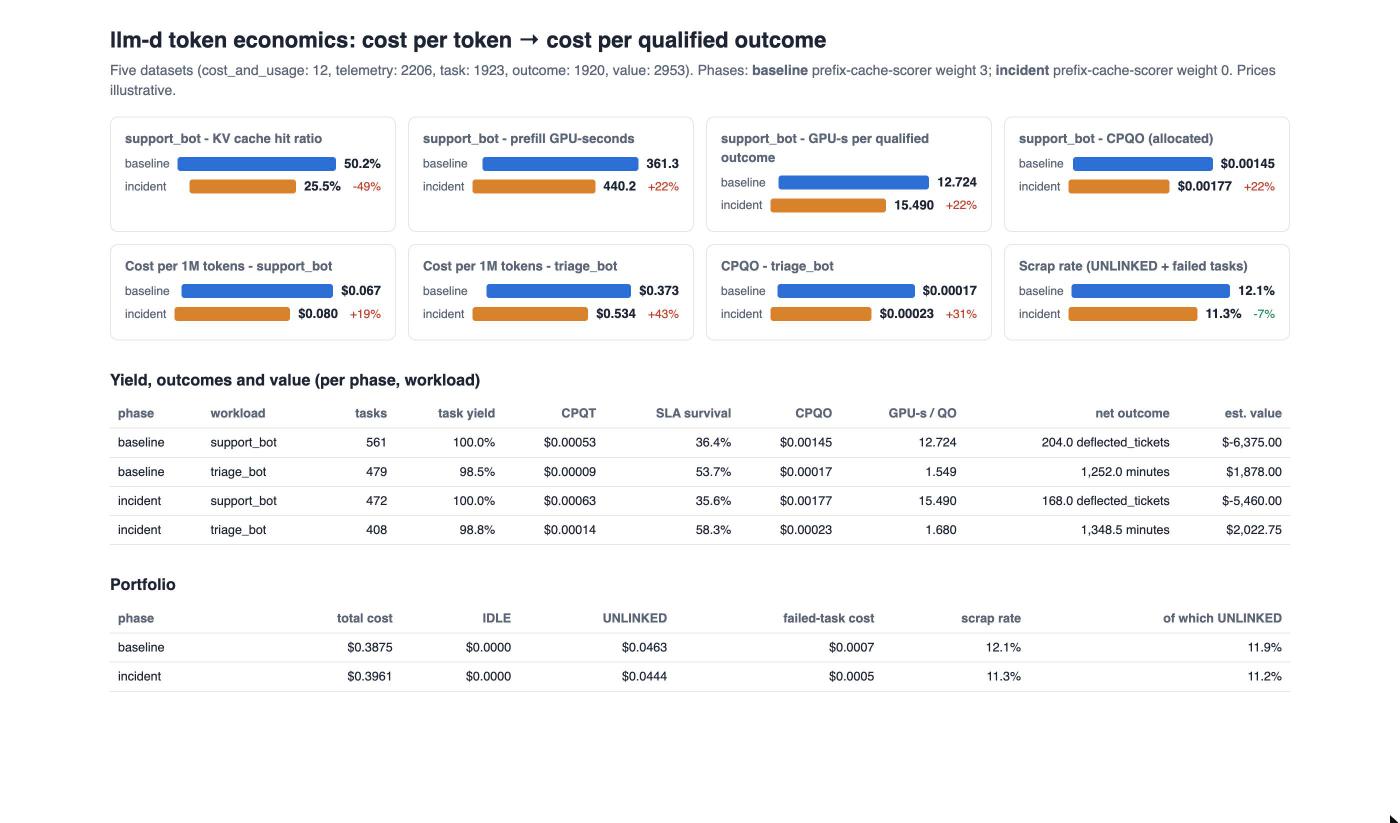 llm-d token economics: cost per token → cost per qualified outcome
Five datasets (cost_and_usage: 12, telemetry: 2206, task: 1923, outcome: 1920, value: 2953). Phases: baseline prefix-cache-scorer weight 3; incident prefix-cache-scorer weight 0. Prices
illustrative.
support_bot - KV cache hit ratio
baseline 50.2%
incident 25.5% -49%
support_bot - prefill GPU-seconds
baseline 361.3
incident 440.2 +22%
support_bot - GPU-s per qualified
outcome
baseline 12.724
incident 15.490 +22%
support_bot - CPQO (allocated)
baseline $0.00145
incident $0.00177 +22%
Cost per 1M tokens - support_bot
baseline $0.067
incident $0.080 +19%
Cost per 1M tokens - triage_bot
baseline $0.373
incident $0.534 +43%
CPQO - triage_bot
baseline $0.00017
incident $0.00023 +31%
Scrap rate (UNLINKED + failed tasks)
baseline 12.1%
incident 11.3% -7%
Yield, outcomes and value (per phase, workload)
phase workload tasks task yield CPQT SLA survival CPQO GPU-s / QO net outcome est. value
baseline support_bot 561 100.0% $0.00053 36.4% $0.00145 12.724 204.0 deflected_tickets $-6,375.00
baseline triage_bot 479 98.5% $0.00009 53.7% $0.00017 1.549 1,252.0 minutes $1,878.00
incident support_bot 472 100.0% $0.00063 35.6% $0.00177 15.490 168.0 deflected_tickets $-5,460.00
incident triage_bot 408 98.8% $0.00014 58.3% $0.00023 1.680 1,348.5 minutes $2,022.75
Portfolio
phase total cost IDLE UNLINKED failed-task cost scrap rate of which UNLINKED
baseline $0.3875 $0.0000 $0.0463 $0.0007 12.1% 11.9%
incident $0.3961 $0.0000 $0.0444 $0.0005 11.3% 11.2%